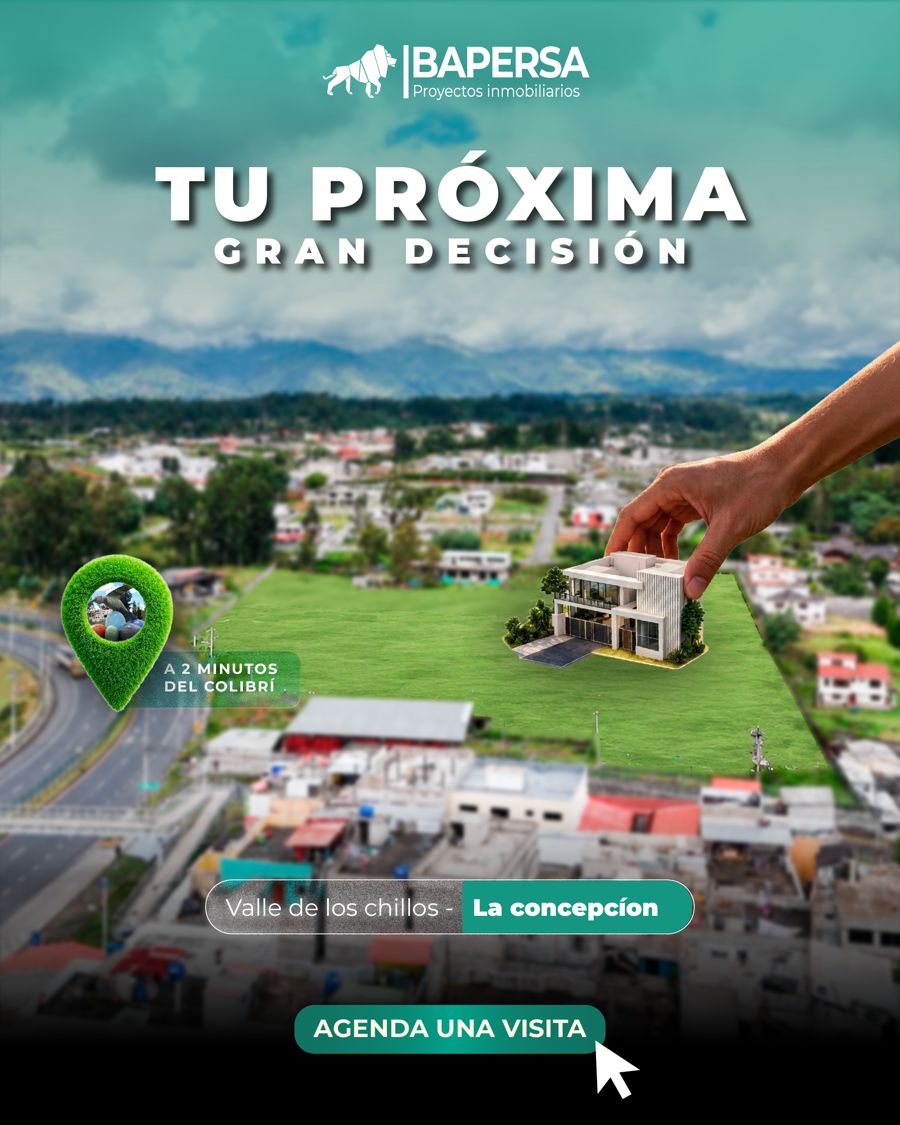 BAPERSA
Proyectos inmobiliarios
TU PRÓXIMA
GRAN DECISIÓN
A 2 MINUTOS
DEL COLIBRÍ
Valle de los chillos - La concepcíon
AGENDA UNA VISITA